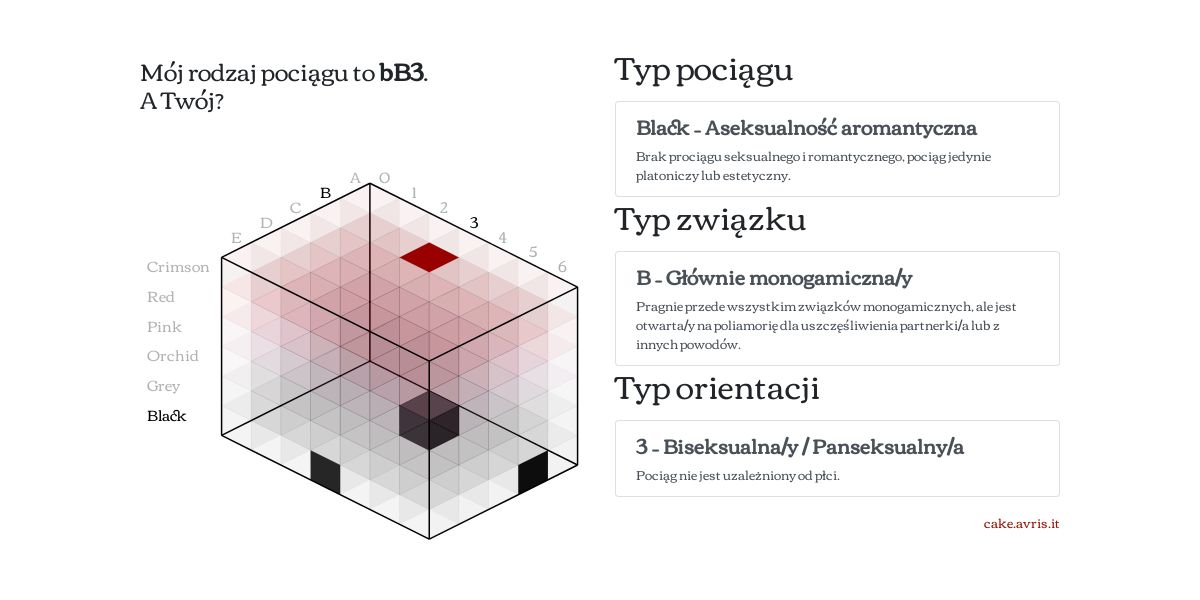 Mój rodzaj pociągu to bB3.
A Twój?
A O
B 1
C 2
D 3
E 4
5
6
Crimson
Red
Pink
Orchid
Grey
Black
Typ pociągu
Black - Aseksualność aromantyczna
Brak prociągu seksualnego i romantycznego, pociąg jedynie
platoniczy lub estetyczny.
Typ związku
B - Głównie monogamiczna/y
Pragnie przede wszystkim związków monogamicznych, ale jest
otwarta/y na poliamorię dla uszczęśliwienia partnerki/a lub z
innych powodów.
Typ orientacji
3 - Biseksualna/y / Panseksualny/a
Pociąg nie jest uzależniony od płci.
cake.avris.it